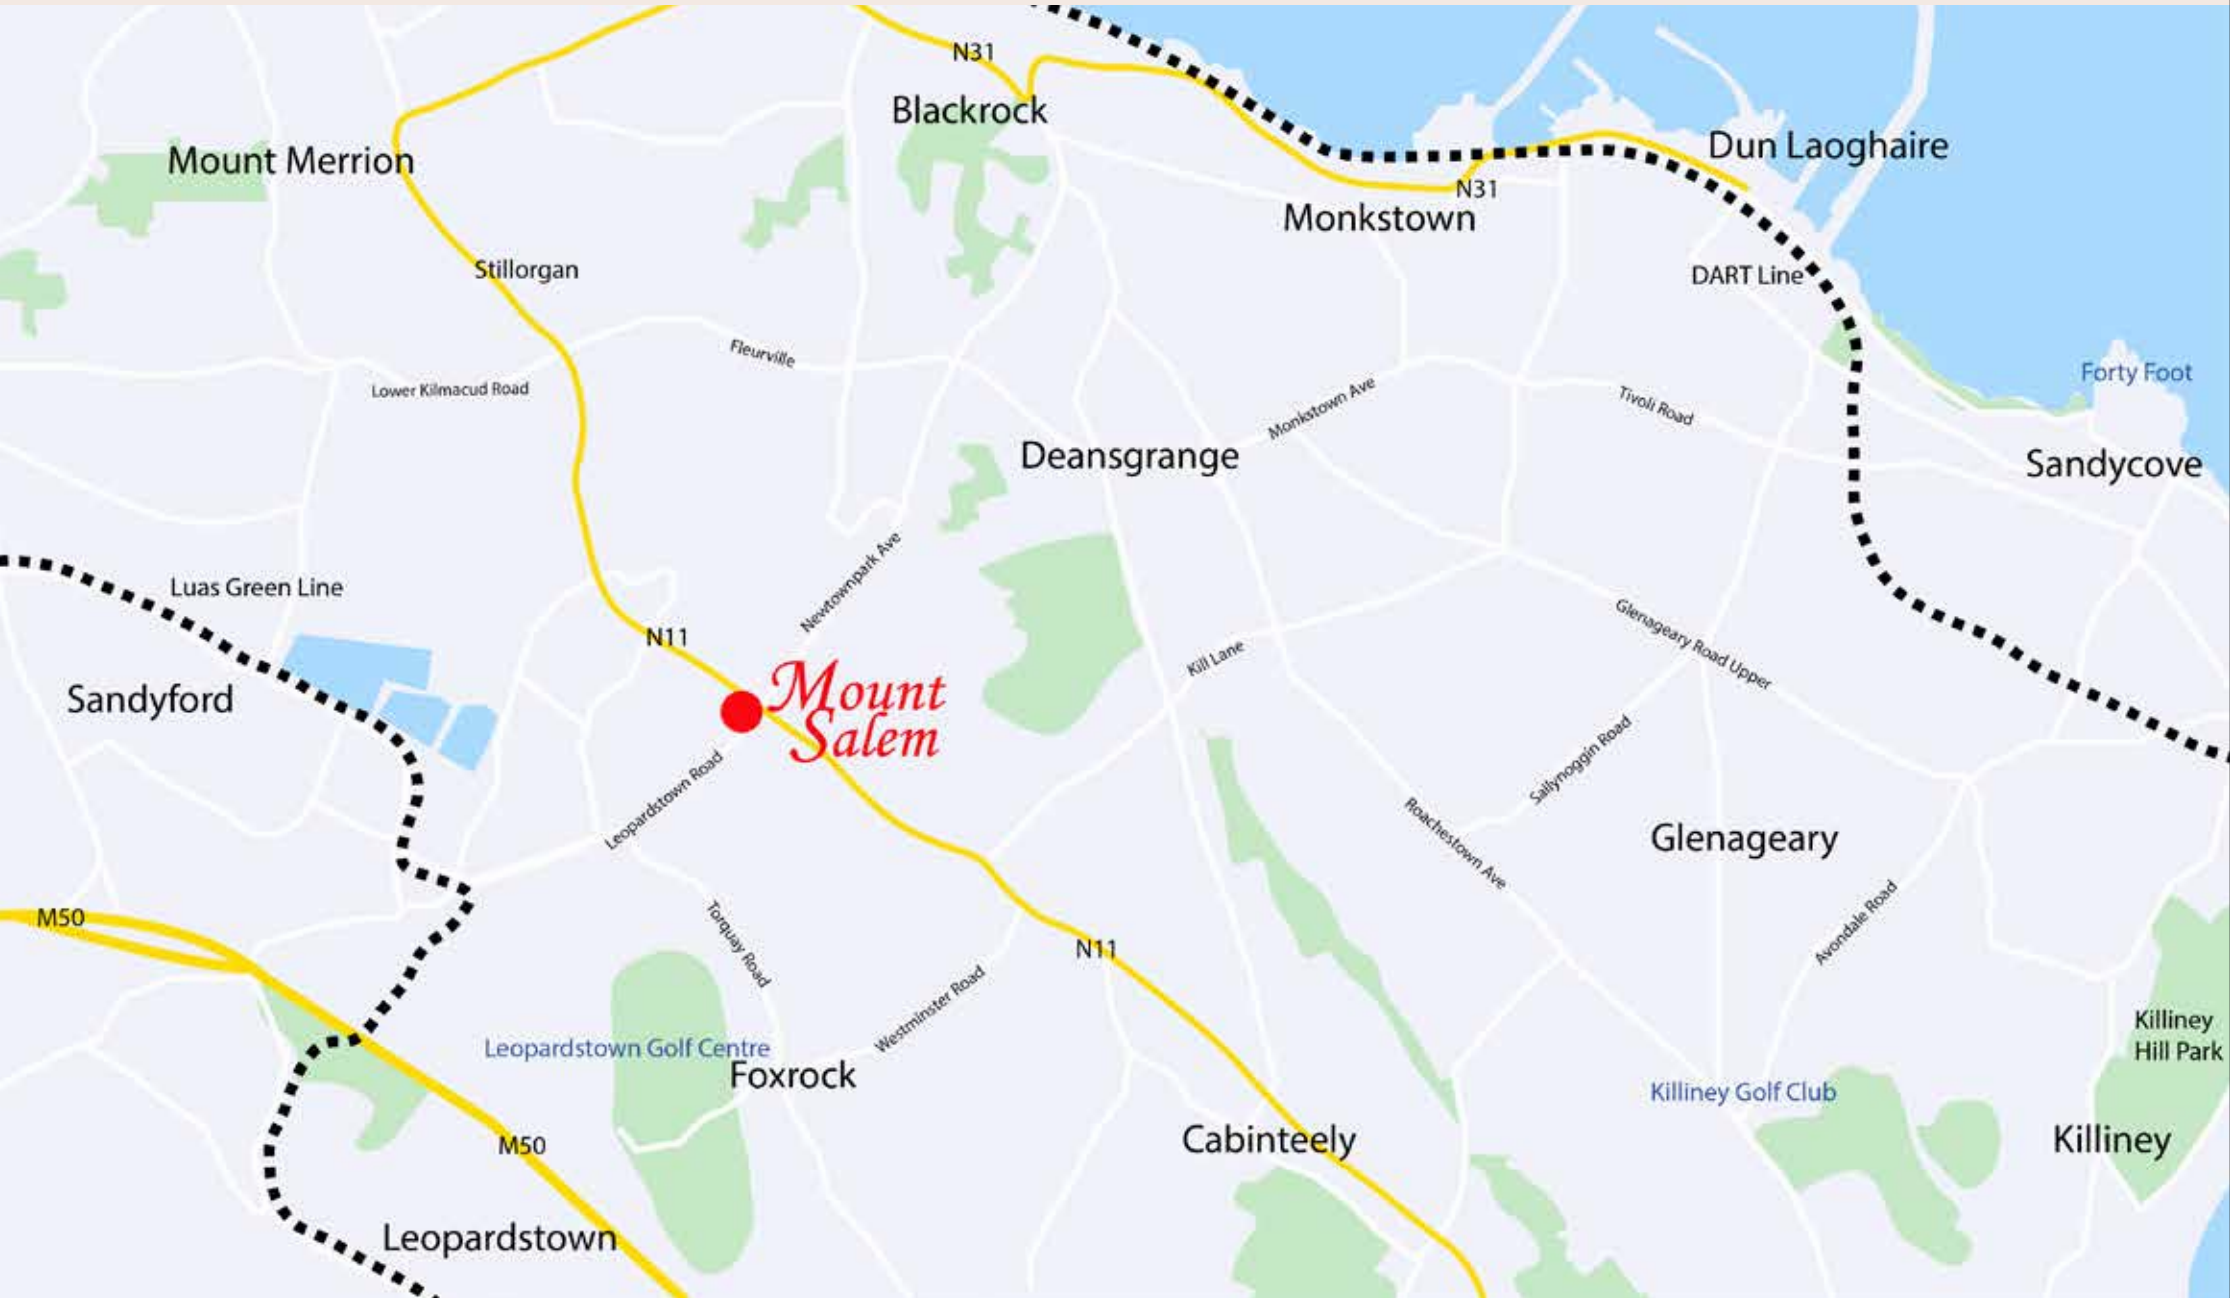 N31
Blackrock
Mount Merrion
Dun Laoghaire
N31
Monkstown
Stillorgan
DART Line
Fleurville
Lower Kilmacud Road
Forty Foot
Monkstown Ave
Tivoli Road
Deansgrange
Sandycove
Newtownpark Ave
Luas Green Line
N11
Glenageary Road Upper
Kill Lane
Sandyford
Mount
Salem
Leopardstown Road
Sallynoggin Road
Roachestown Ave
Glenageary
M50
Avondale Road
Torquay Road
N11
Westminster Road
Killiney
Hill Park
Leopardstown Golf Centre
Foxrock
Killiney Golf Club
Cabinteely
Killiney
M50
Leopardstown